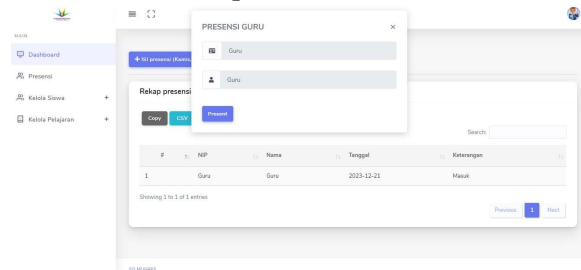 MAIN
Dashboard
Presensi
Kelola Siswa +
Kelola Pelajaran +
PRESENSI GURU ×
Guru
Guru
Present
+ Isi presensi (Kamis,
Rekap presensi
Copy CSV
Search:
# NIP Nama Tanggal Keterangan
1 Guru Guru 2023-12-21 Masuk
Showing 1 to 1 of 1 entries
Previous 1 Next